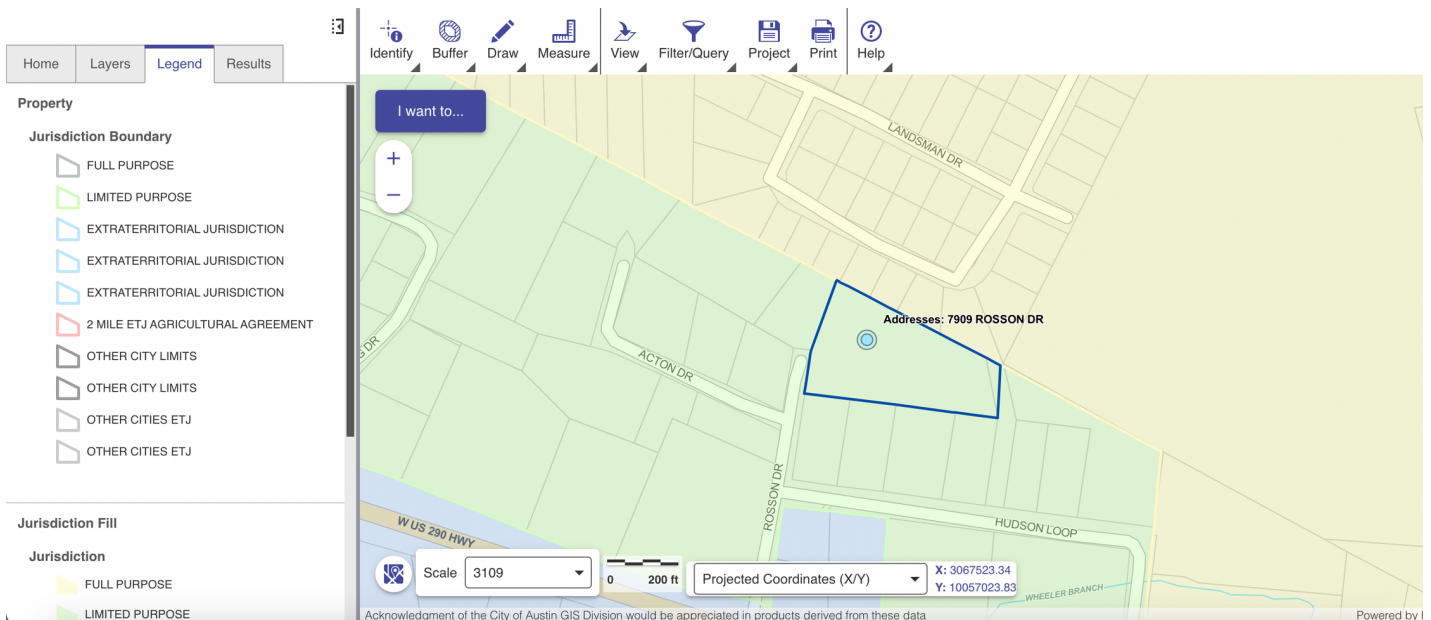 Home
Layers
Legend
Results
Property
Jurisdiction Boundary
FULL PURPOSE
LIMITED PURPOSE
EXTRATERRITORIAL JURISDICTION
EXTRATERRITORIAL JURISDICTION
EXTRATERRITORIAL JURISDICTION
2 MILE ETJ AGRICULTURAL AGREEMENT
OTHER CITY LIMITS
OTHER CITY LIMITS
OTHER CITIES ETJ
OTHER CITIES ETJ
Jurisdiction Fill
Jurisdiction
FULL PURPOSE
LIMITED PURPOSE
Identify
Buffer
Draw
Measure
View
Filter/Query
Project
Print
Help
I want to...
+
−
LANDSMAN DR
Addresses: 7909 ROSSON DR
G DR
ACTON DR
ROSSON DR
HUDSON LOOP
W US 290 HWY
WHEELER BRANCH
Scale
3109
0 200 ft
Projected Coordinates (X/Y)
X: 3067523.34
Y: 10057023.83
Acknowledgment of the City of Austin GIS Division would be appreciated in products derived from these data
Powered by